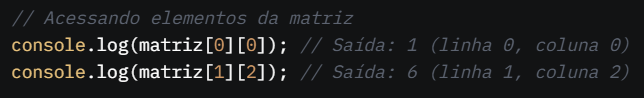 // Acessando elementos da matriz
console.log(matriz[0][0]); // Saída: 1 (linha 0, coluna 0)
console.log(matriz[1][2]); // Saída: 6 (linha 1, coluna 2)